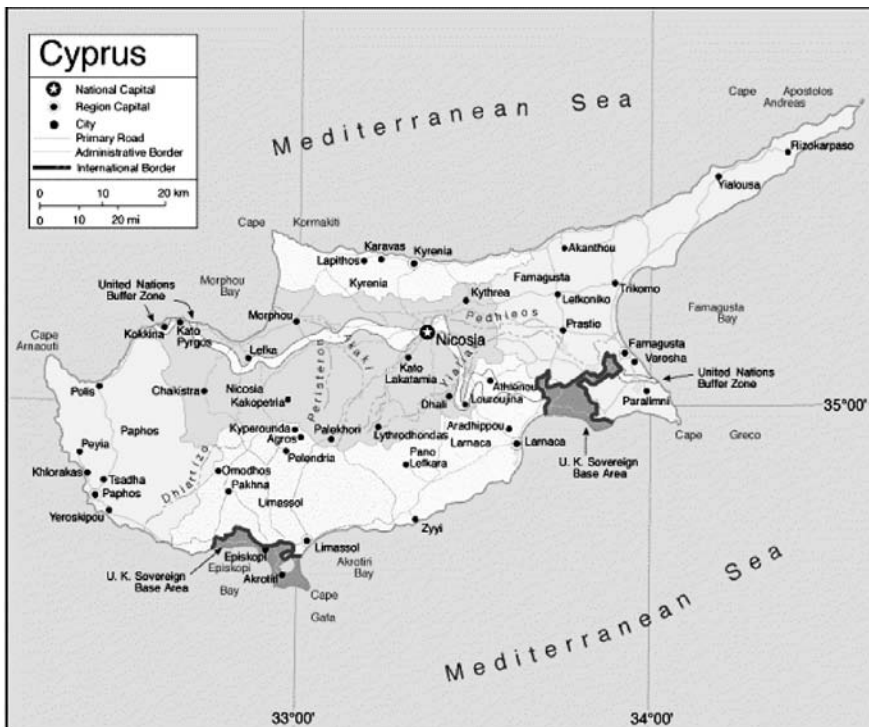 Cyprus
National Capital
Region Capital
City
Primary Road
Administrative Border
International Border
0 10 20 km
0 10 20 mi
Mediterranean Sea
Cape Apostolos
Andreas
Rizokarpaso
Yialousa
Cape Kormakiti
Karavas
Kyrenia
Lapithos
Kyrenia
Akanthou
Famagusta
Trikomo
Lefkoniko
Kythrea
United Nations
Buffer Zone
Morphou
Bay
Morphou
Pedhieos
Prastio
Famagusta
Bay
Cape
Arnaouti
Kokkina
Kato
Pyrgos
Lefka
Nicosia
Famagusta
Varosha
United Nations
Buffer Zone
Peristeron
Akaki
Kato
Lakatamia
Yialias
Athienou
Polis
Chakistra
Nicosia
Kakopetria
Dhali
Louroujina
Paralimni
35°00'
Paphos
Kyperounda
Agros
Palekhori
Lythrodhondas
Aradhippou
Larnaca
Larnaca
Cape Greco
Peyia
Pelendria
Pano
Lefkara
U. K. Sovereign
Base Area
Khlorakas
Tsadha
Paphos
Dhiarizo
Omodhos
Pakhna
Limassol
Yeroskipou
Zyyi
Limassol
Episkopi
U. K. Sovereign
Base Area
Episkopi
Bay
Akrotiri
Akrotiri
Bay
Cape
Gata
Mediterranean Sea
33°00'
34°00'